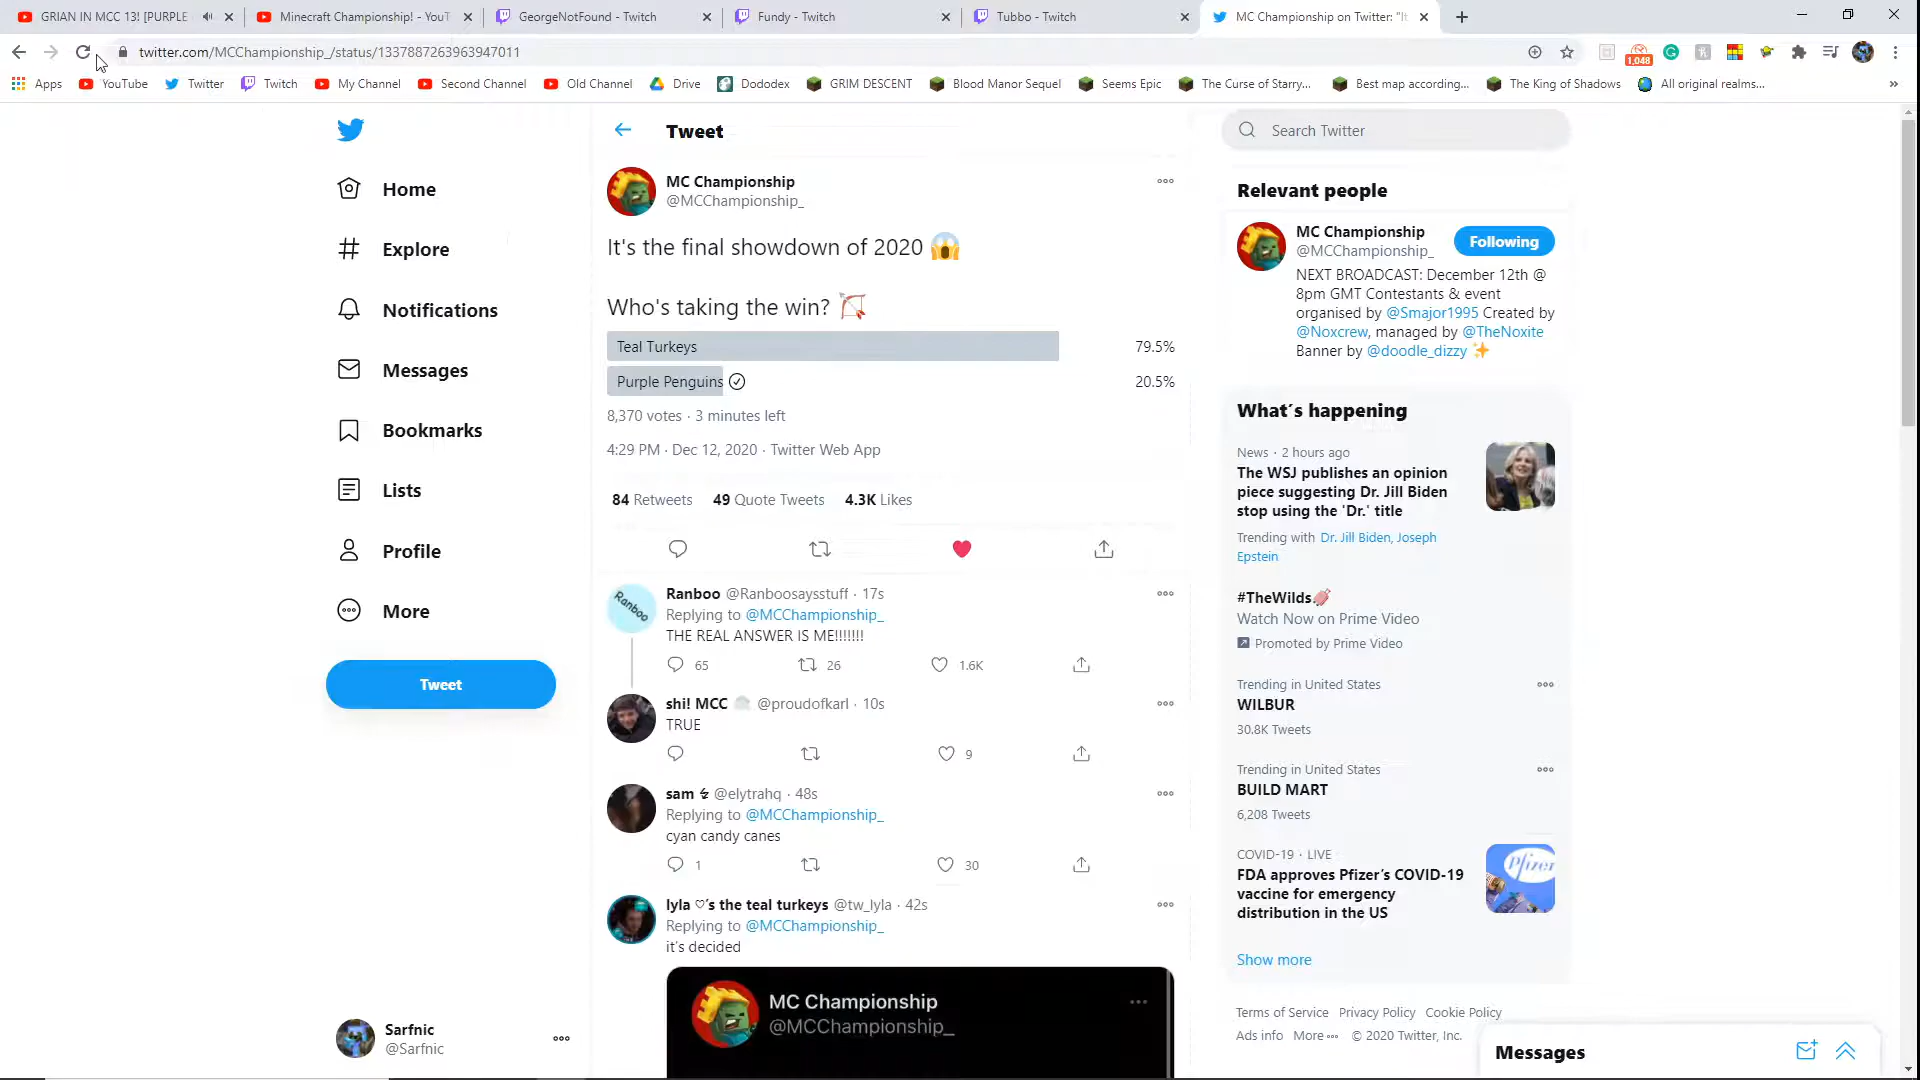 GRIAN IN MCC 13! [PURPLE
Minecraft Championship! - YouT
GeorgeNotFound - Twitch
Fundy - Twitch
Tubbo - Twitch
MC Championship on Twitter: "It
twitter.com/MCChampionship_/status/1337887263963947011
1,048
Apps
YouTube
Twitter
Twitch
My Channel
Second Channel
Old Channel
Drive
Dododex
GRIM DESCENT
Blood Manor Sequel
Seems Epic
The Curse of Starry...
Best map according...
The King of Shadows
All original realms...
Home
Explore
Notifications
Messages
Bookmarks
Lists
Profile
More
Tweet
Sarfnic
@Sarfnic
Tweet
MC Championship
@MCChampionship_
It's the final showdown of 2020 😱
Who's taking the win? 🏹
Teal Turkeys 79.5%
Purple Penguins 20.5%
8,370 votes · 3 minutes left
4:29 PM · Dec 12, 2020 · Twitter Web App
84 Retweets 49 Quote Tweets 4.3K Likes
Ranboo
Ranboo @Ranboosaysstuff · 17s
Replying to @MCChampionship_
THE REAL ANSWER IS ME!!!!!!!
65 26 1.6K
shi! MCC @proudofkarl · 10s
TRUE
9
sam @elytrahq · 48s
Replying to @MCChampionship_
cyan candy canes
1 30
lyla ♡'s the teal turkeys @tw_lyla · 42s
Replying to @MCChampionship_
it's decided
MC Championship
@MCChampionship_
Search Twitter
Relevant people
MC Championship
@MCChampionship_
Following
NEXT BROADCAST: December 12th @
8pm GMT Contestants & event
organised by @Smajor1995 Created by
@Noxcrew, managed by @TheNoxite
Banner by @doodle_dizzy ✨
What's happening
News · 2 hours ago
The WSJ publishes an opinion
piece suggesting Dr. Jill Biden
stop using the 'Dr.' title
Trending with Dr. Jill Biden, Joseph
Epstein
#TheWilds
Watch Now on Prime Video
Promoted by Prime Video
Trending in United States
WILBUR
30.8K Tweets
Trending in United States
BUILD MART
6,208 Tweets
COVID-19 · LIVE
FDA approves Pfizer's COVID-19
vaccine for emergency
distribution in the US
Pfizer
Show more
Terms of Service Privacy Policy Cookie Policy
Ads info More © 2020 Twitter, Inc.
Messages